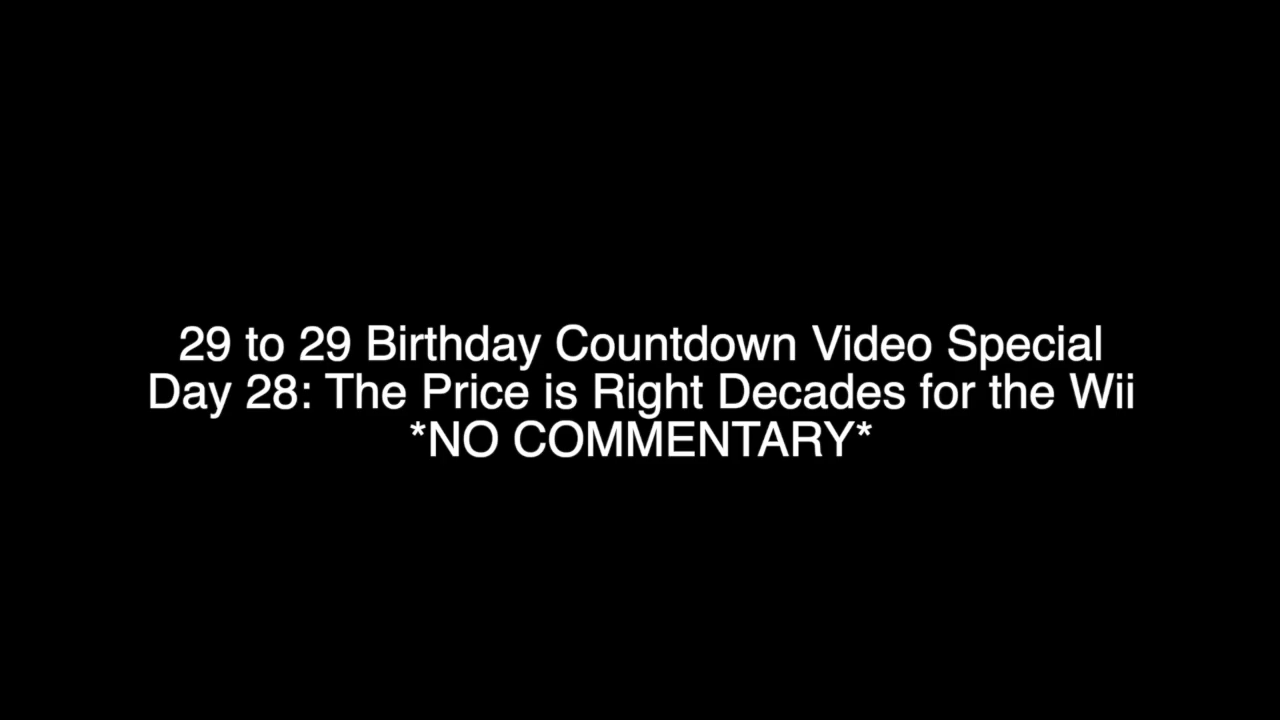 29 to 29 Birthday Countdown Video Special
Day 28: The Price is Right Decades for the Wii
*NO COMMENTARY*